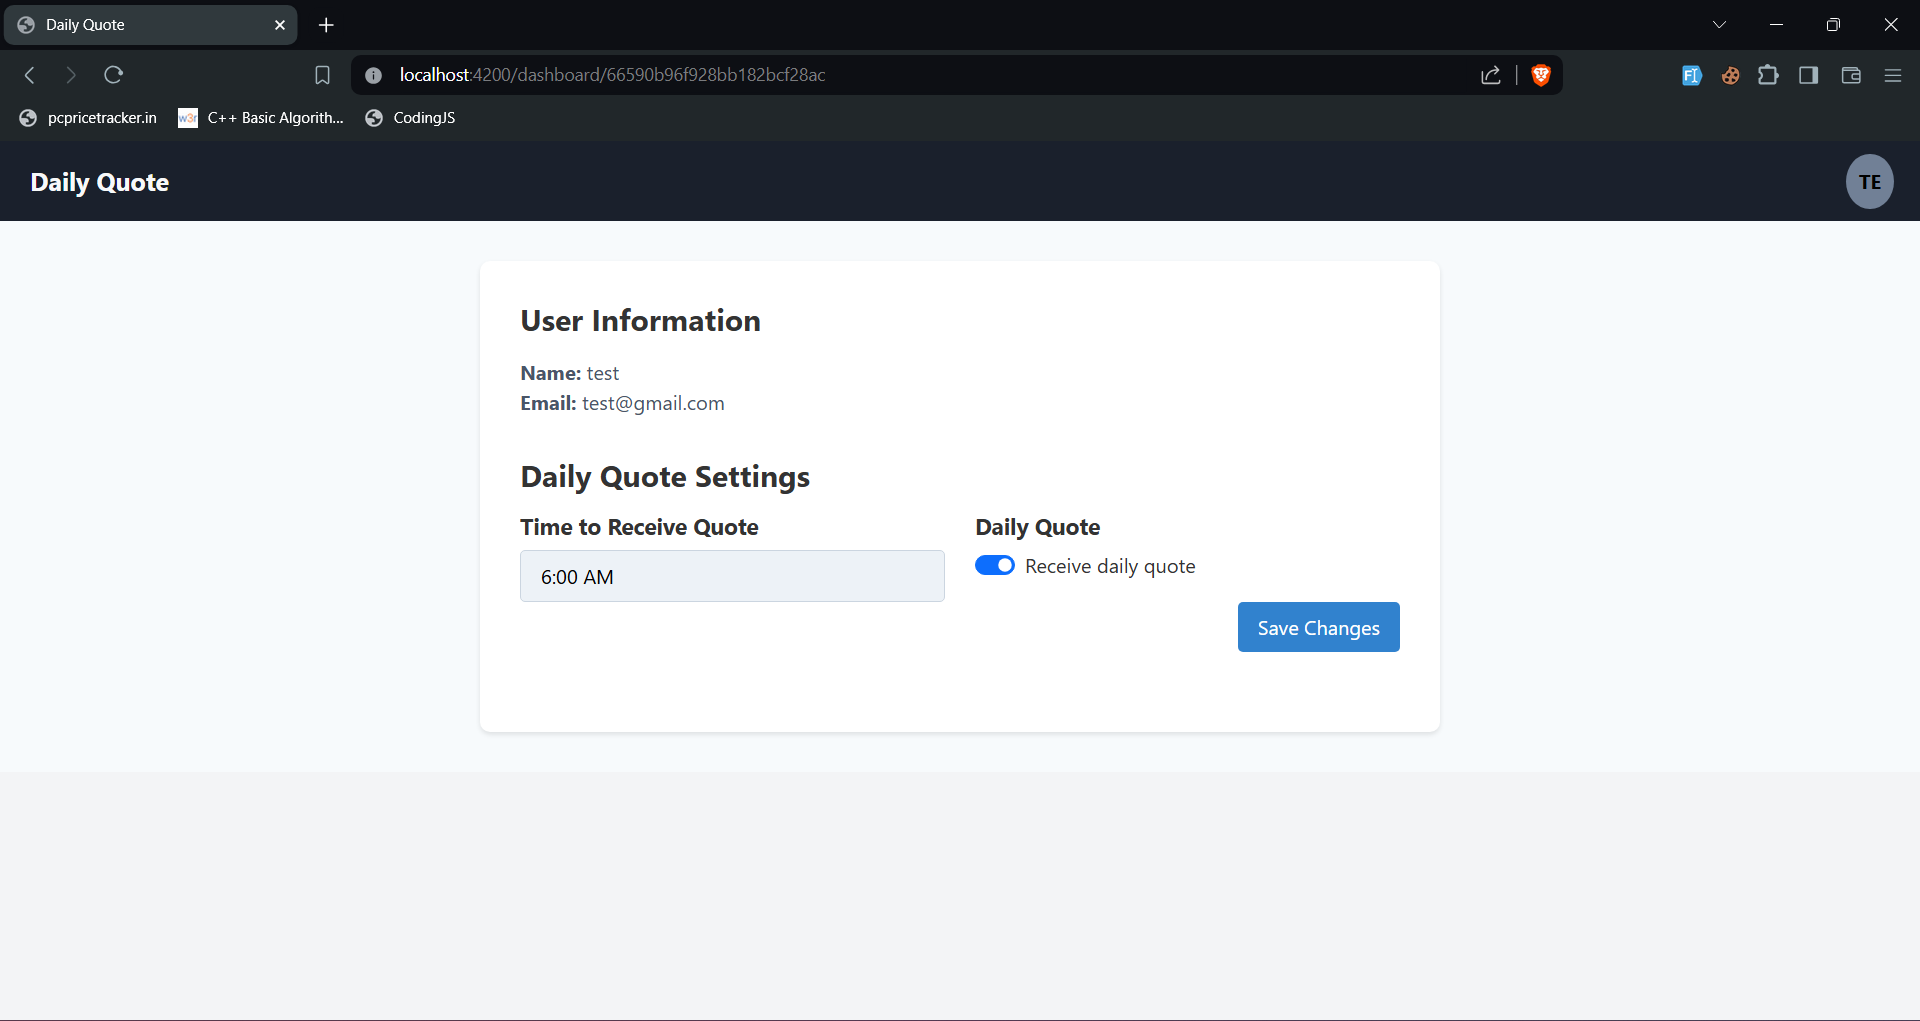 Daily Quote
localhost:4200/dashboard/66590b96f928bb182bcf28ac
pcpricetracker.in
w3r
C++ Basic Algorith...
CodingJS
Daily Quote
TE
User Information
Name: test
Email: test@gmail.com
Daily Quote Settings
Time to Receive Quote
Daily Quote
6:00 AM
Receive daily quote
Save Changes